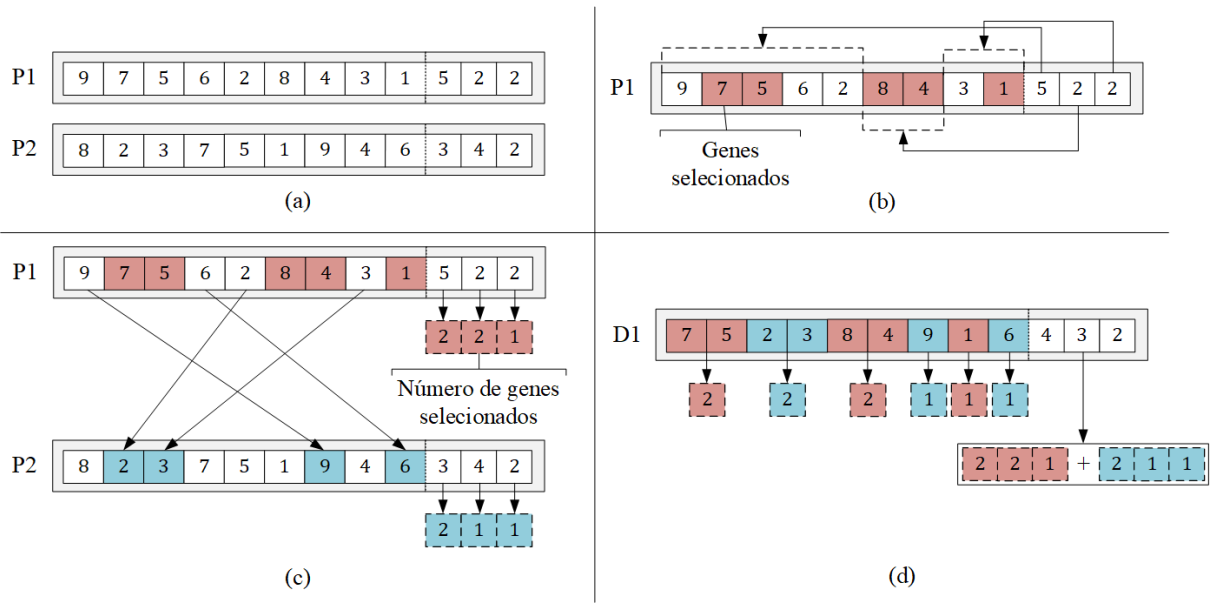 P1 9 7 5 6 2 8 4 3 1 5 2 2
P2 8 2 3 7 5 1 9 4 6 3 4 2
(a)
P1 9 7 5 6 2 8 4 3 1 5 2 2
Genes
selecionados
(b)
P1 9 7 5 6 2 8 4 3 1 5 2 2
2 2 1
Número de genes
selecionados
P2 8 2 3 7 5 1 9 4 6 3 4 2
2 1 1
(c)
D1 7 5 2 3 8 4 9 1 6 4 3 2
2 2 2 1 1 1
2 2 1 + 2 1 1
(d)